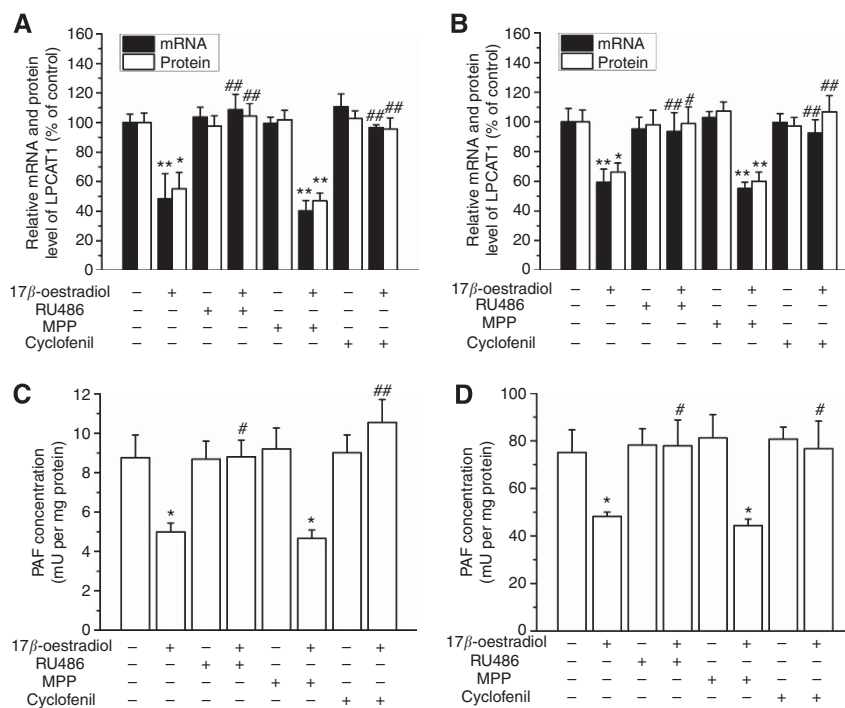 A
Relative mRNA and protein
level of LPCAT1 (% of control)
160
140
120
100
80
60
40
20
0
mRNA
Protein
** * ## ## ** ** ## ##
17β-oestradiol – + – + – + – +
RU486 – – + + – – – –
MPP – – – – + + – –
Cyclofenil – – – – – – + +
B
Relative mRNA and protein
level of LPCAT1 (% of control)
160
140
120
100
80
60
40
20
0
mRNA
Protein
** * ## # ** ** ## ##
17β-oestradiol – + – + – + – +
RU486 – – + + – – – –
MPP – – – – + + – –
Cyclofenil – – – – – – + +
C
PAF concentration
(mU per mg protein)
12
10
8
6
4
2
0
* # * ##
17β-oestradiol – + – + – + – +
RU486 – – + + – – – –
MPP – – – – + + – –
Cyclofenil – – – – – – + +
D
PAF concentration
(mU per mg protein)
100
80
60
40
20
0
* # * #
17β-oestradiol – + – + – + – +
RU486 – – + + – – – –
MPP – – – – + + – –
Cyclofenil – – – – – – + +